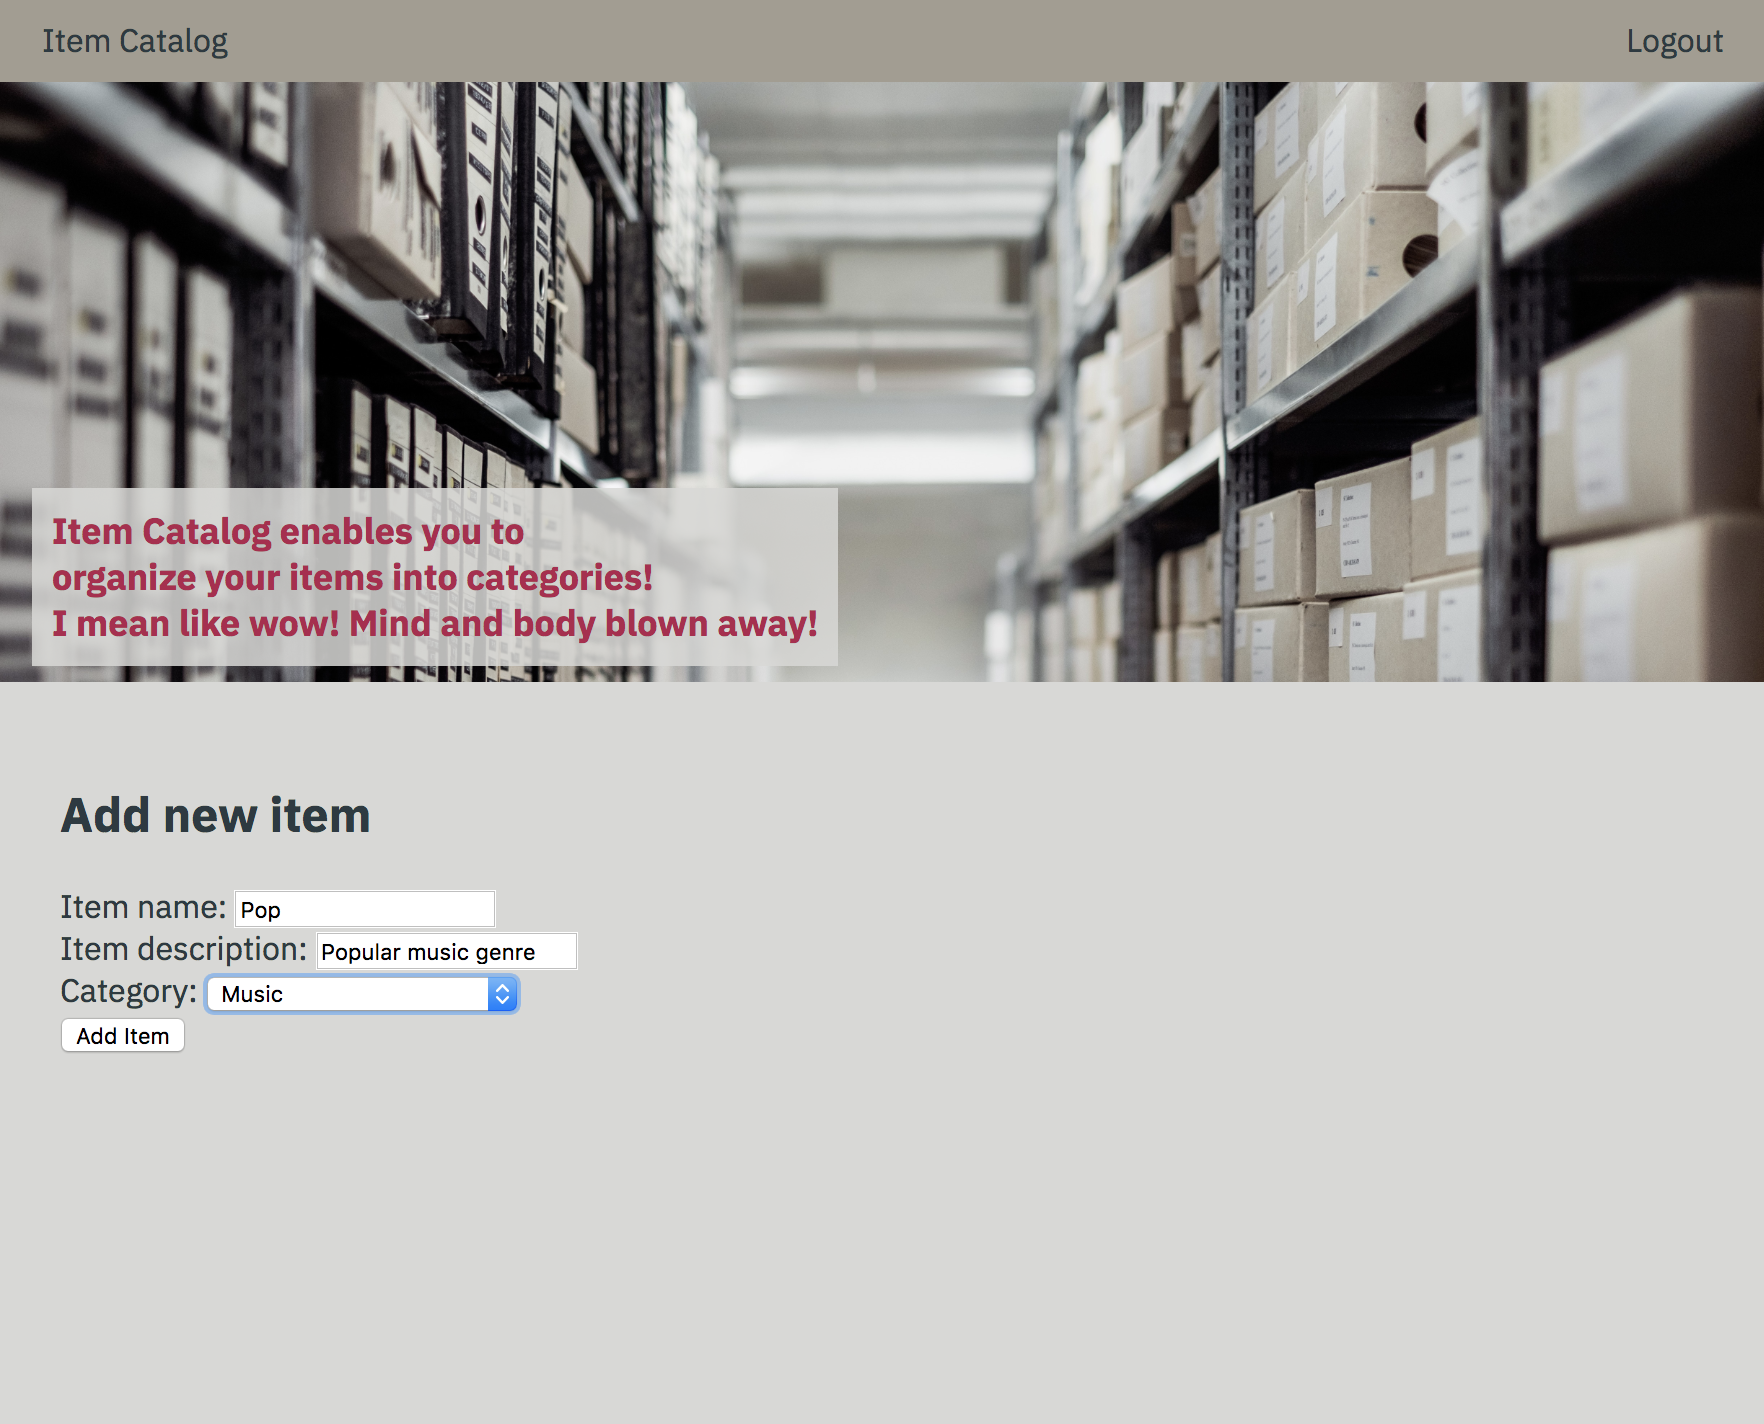 Item Catalog
Logout
Item Catalog enables you to
organize your items into categories!
I mean like wow! Mind and body blown away!
Add new item
Item name: Pop
Item description: Popular music genre
Category: Music
Add Item